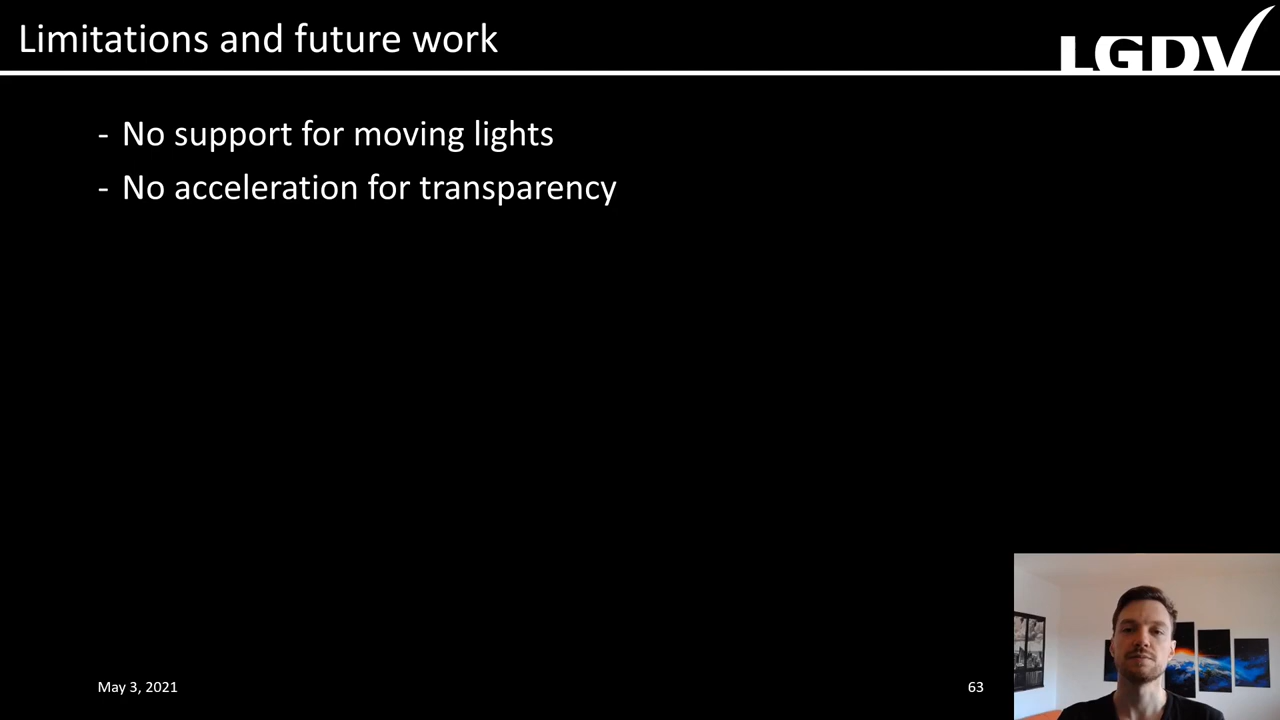 Limitations and future work
LGDV
- No support for moving lights
- No acceleration for transparency
May 3, 2021
63